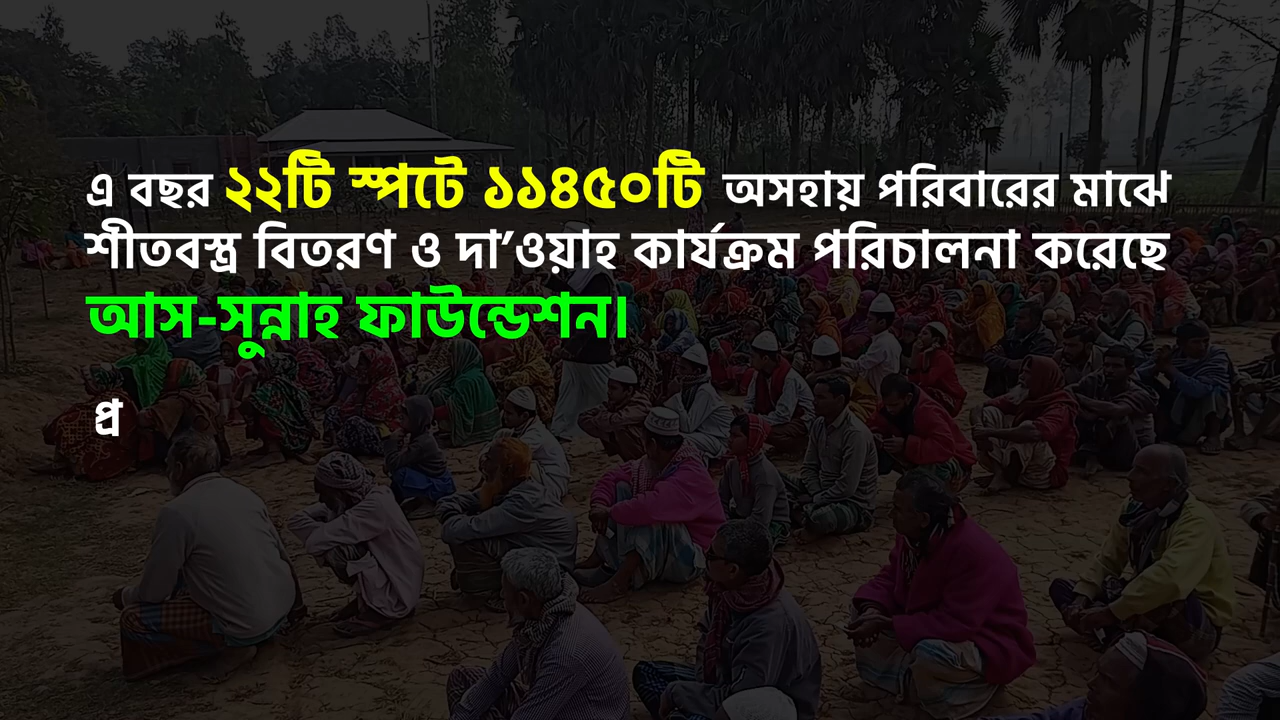 এ বছর ২২টি স্পটে ১১৪৫০টি অসহায় পরিবারের মাঝে
শীতবস্ত্র বিতরণ ও দা’ওয়াহ কার্যক্রম পরিচালনা করেছে
আস-সুন্নাহ ফাউন্ডেশন।
প্র